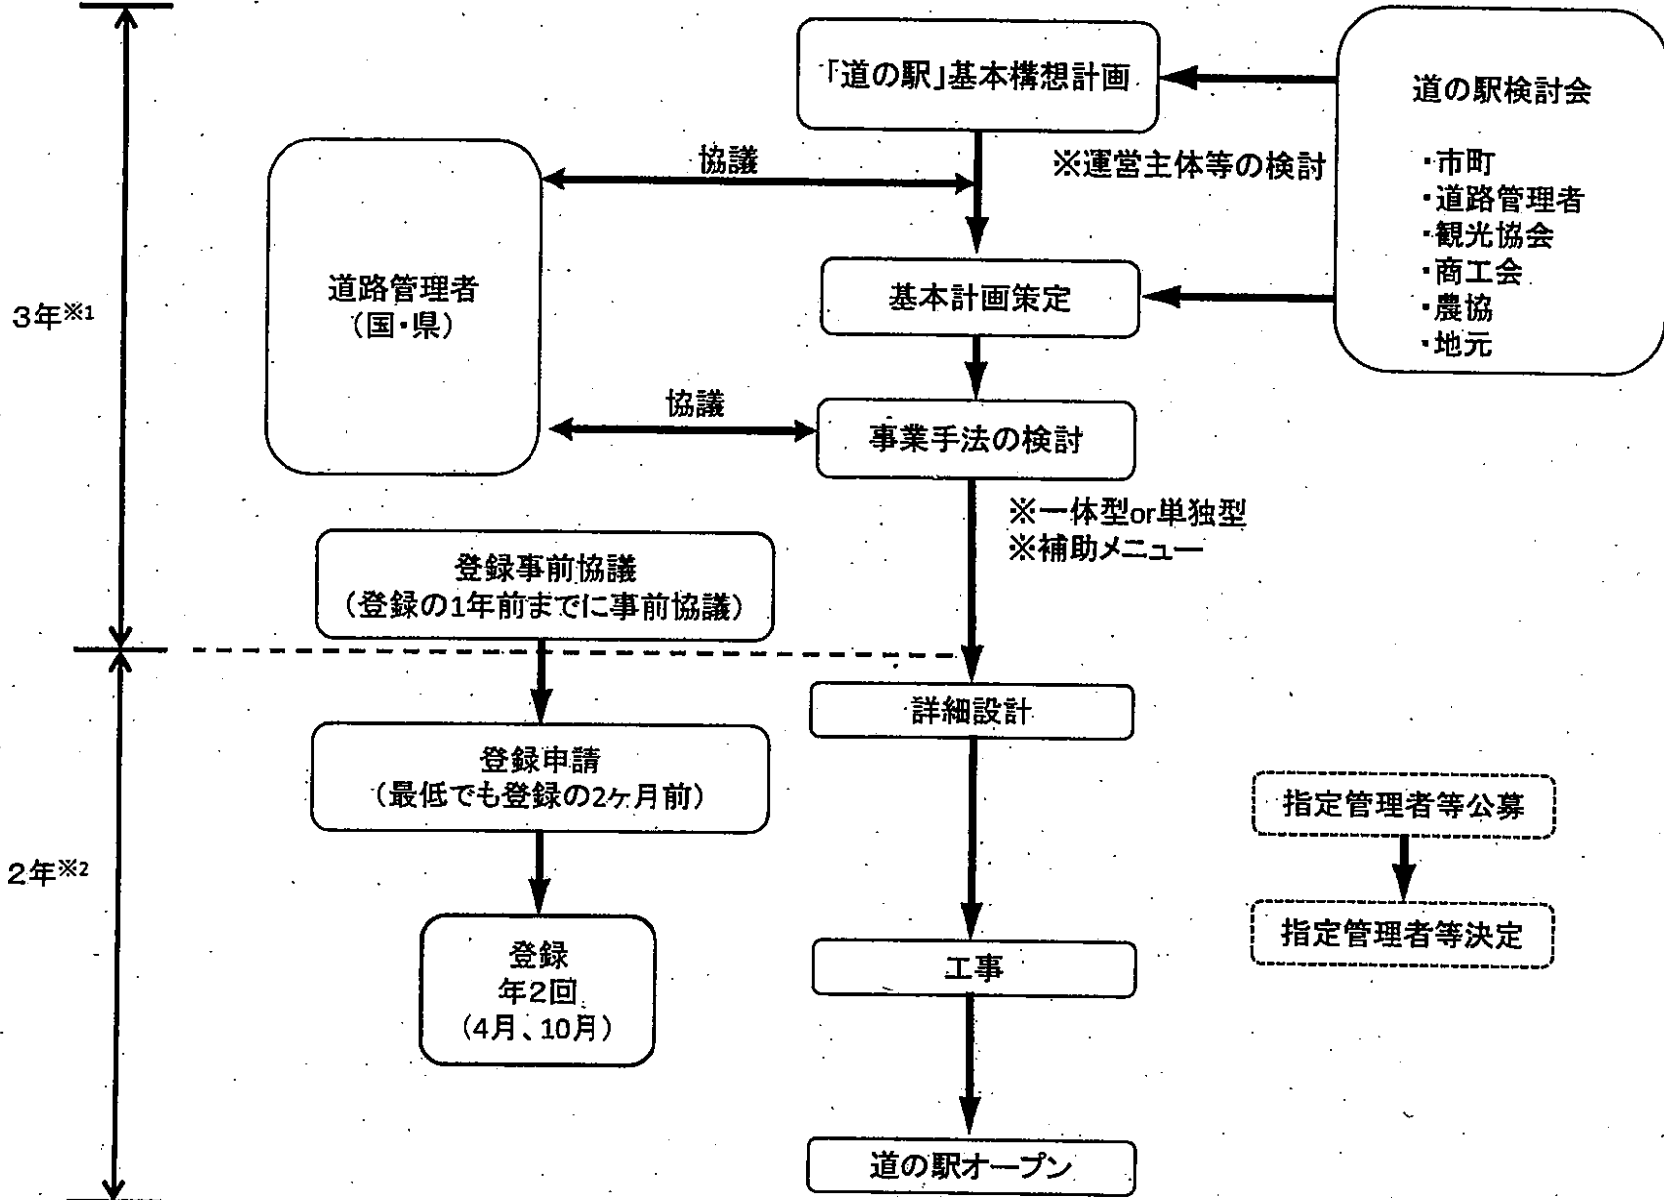 「道の駅」基本構想計画
道の駅検討会
・市町
・道路管理者
・観光協会
・商工会
・農協
・地元
協議
※運営主体等の検討
道路管理者
（国・県）
基本計画策定
3年※1
協議
事業手法の検討
※一体型or単独型
※補助メニュー
登録事前協議
（登録の1年前までに事前協議）
詳細設計
登録申請
（最低でも登録の2ヶ月前）
指定管理者等公募
2年※2
指定管理者等決定
登録
年2回
（4月、10月）
工事
道の駅オープン